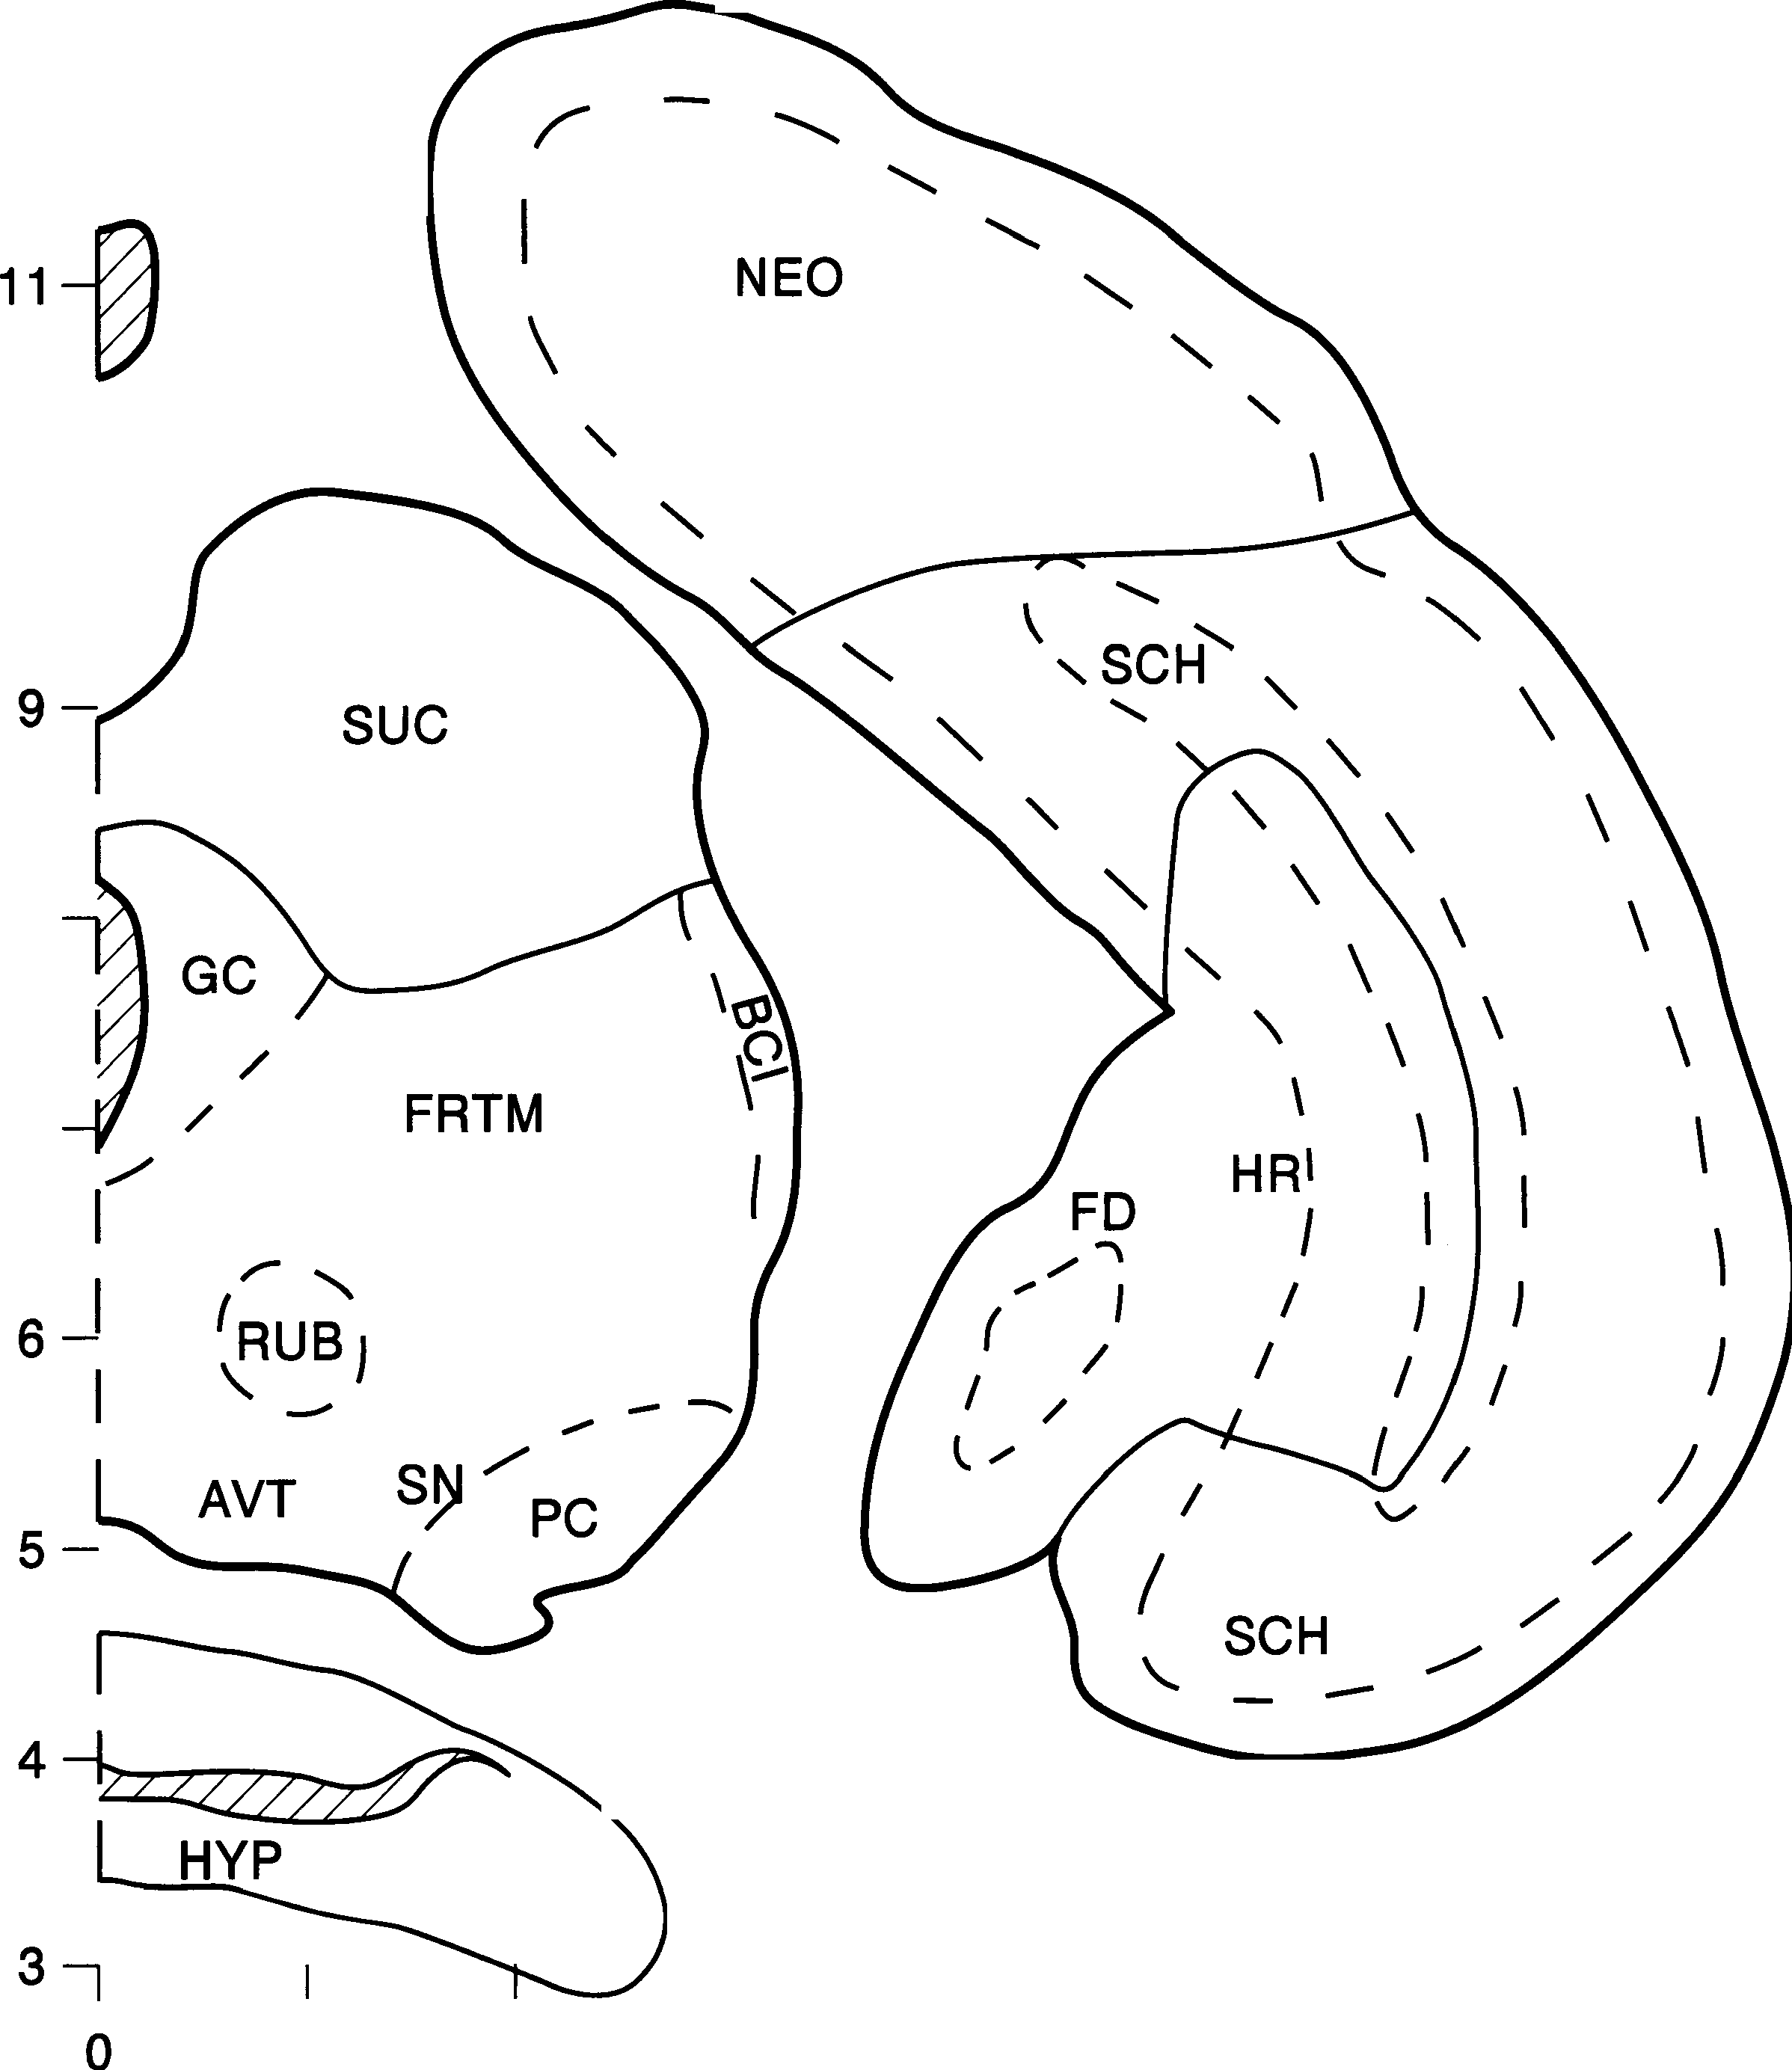 11
NEO
SCH
9
SUC
GC
BCI
FRTM
HR
FD
6
RUB
SN
AVT
PC
5
SCH
4
HYP
3
0